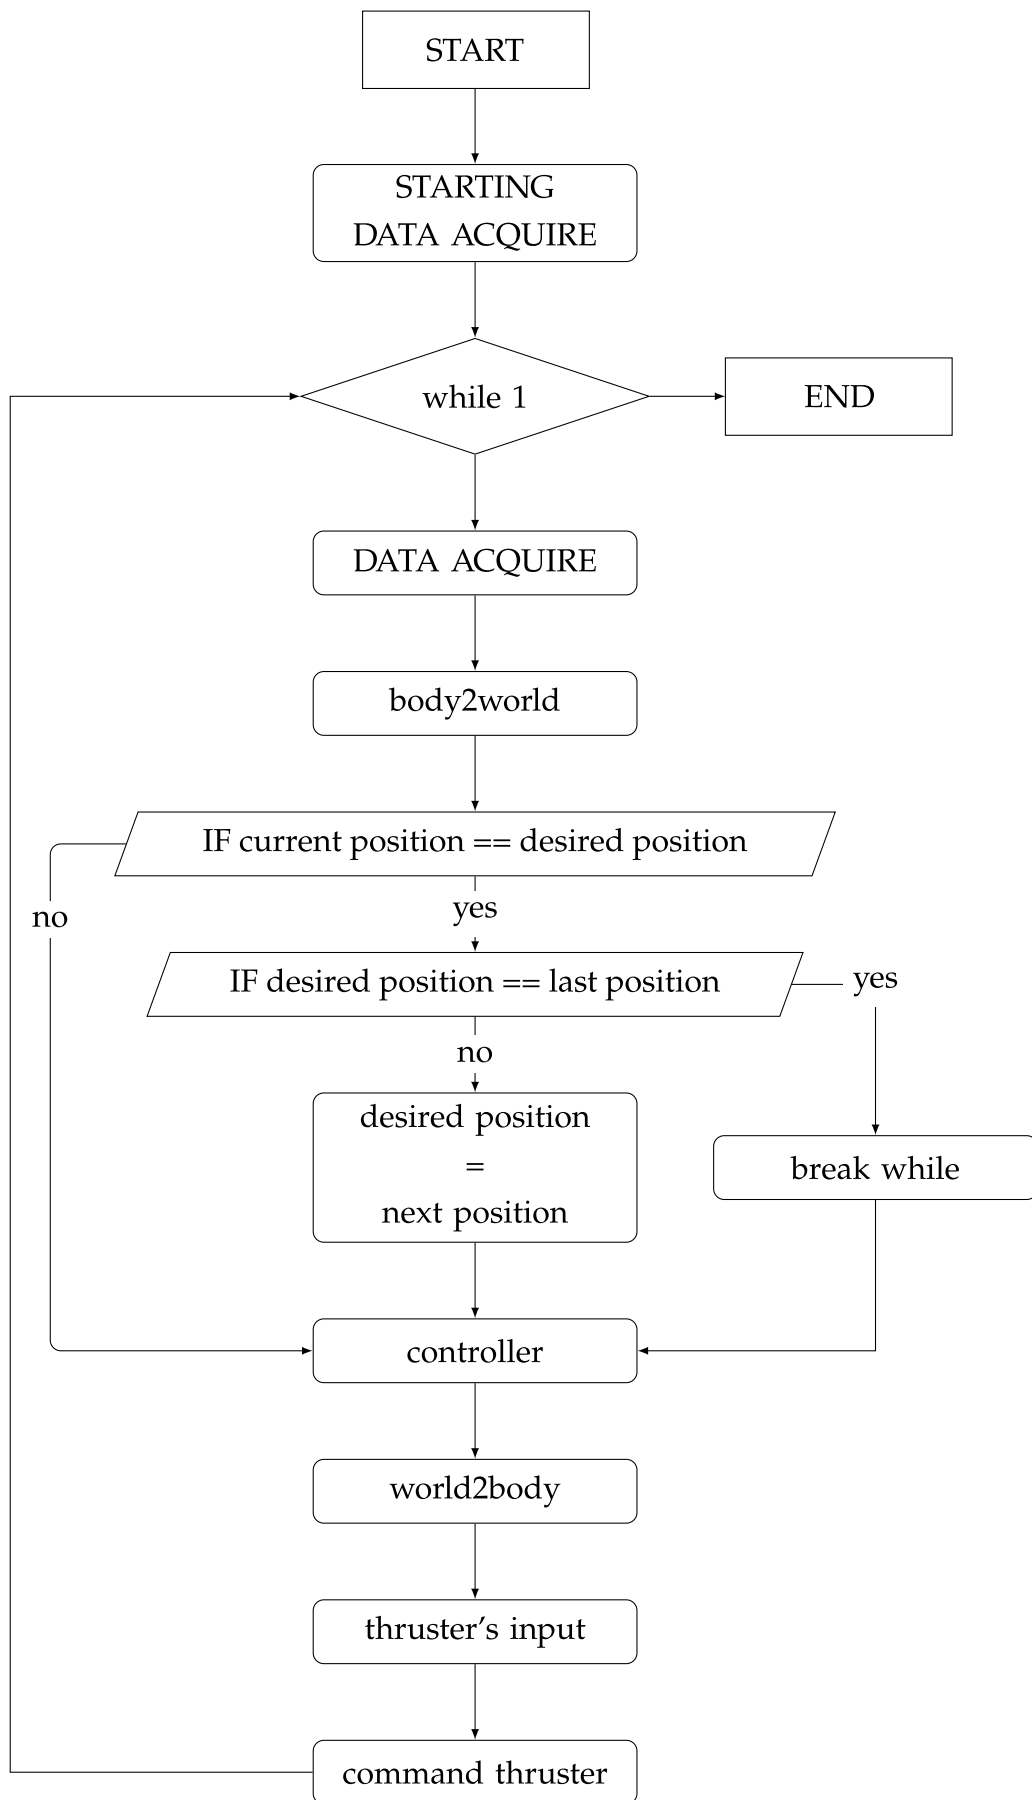 START
STARTING
DATA ACQUIRE
while 1
END
DATA ACQUIRE
body2world
IF current position == desired position
no
yes
IF desired position == last position
yes
no
desired position
=
next position
break while
controller
world2body
thruster's input
command thruster